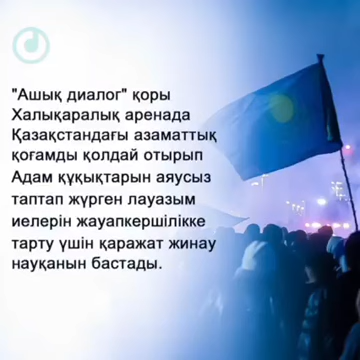 "Ашық диалог" қоры
Халықаралық аренада
Қазақстандағы азаматтық
қоғамды қолдай отырып
Адам құқықтарын аяусыз
таптап жүрген лауазым
иелерін жауапкершілікке
тарту үшін қаражат жинау
науқанын бастады.